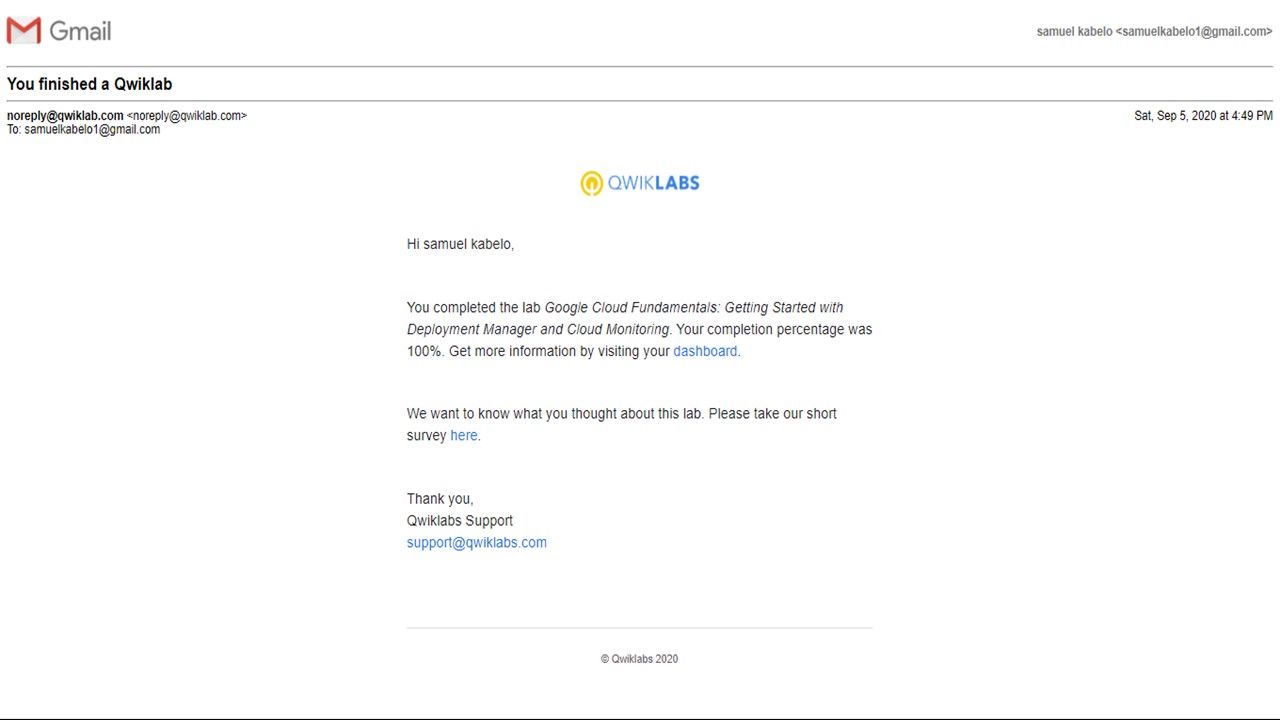 Gmail
samuel kabelo <samuelkabelo1@gmail.com>
You finished a Qwiklab
noreply@qwiklab.com <noreply@qwiklab.com>
Sat, Sep 5, 2020 at 4:49 PM
To: samuelkabelo1@gmail.com
QWIKLABS
Hi samuel kabelo,
You completed the lab Google Cloud Fundamentals: Getting Started with
Deployment Manager and Cloud Monitoring. Your completion percentage was
100%. Get more information by visiting your dashboard.
We want to know what you thought about this lab. Please take our short
survey here.
Thank you,
Qwiklabs Support
support@qwiklabs.com
© Qwiklabs 2020